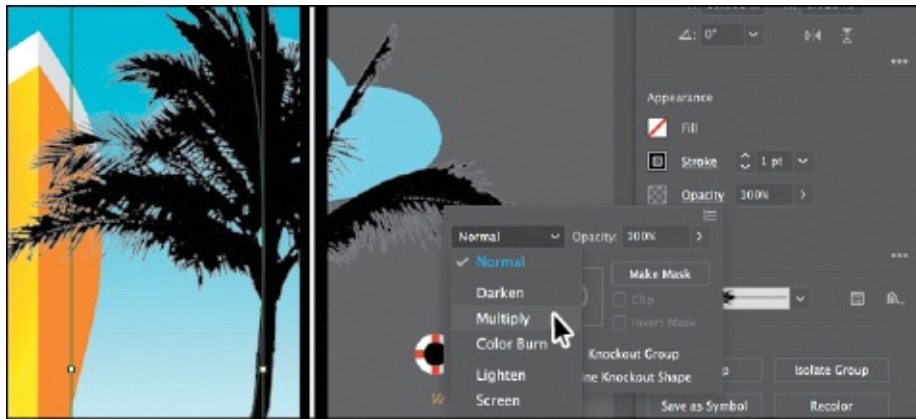 0°
Appearance
Fill
Stroke 1 pt
Opacity 100%
Normal Opacity: 100%
Normal
Make Mask
Darken
Clip
Multiply
Invert Mask
Color Burn
Knockout Group
Lighten
Knockout Shape
Isolate Group
Screen
Save as Symbol
Recolor